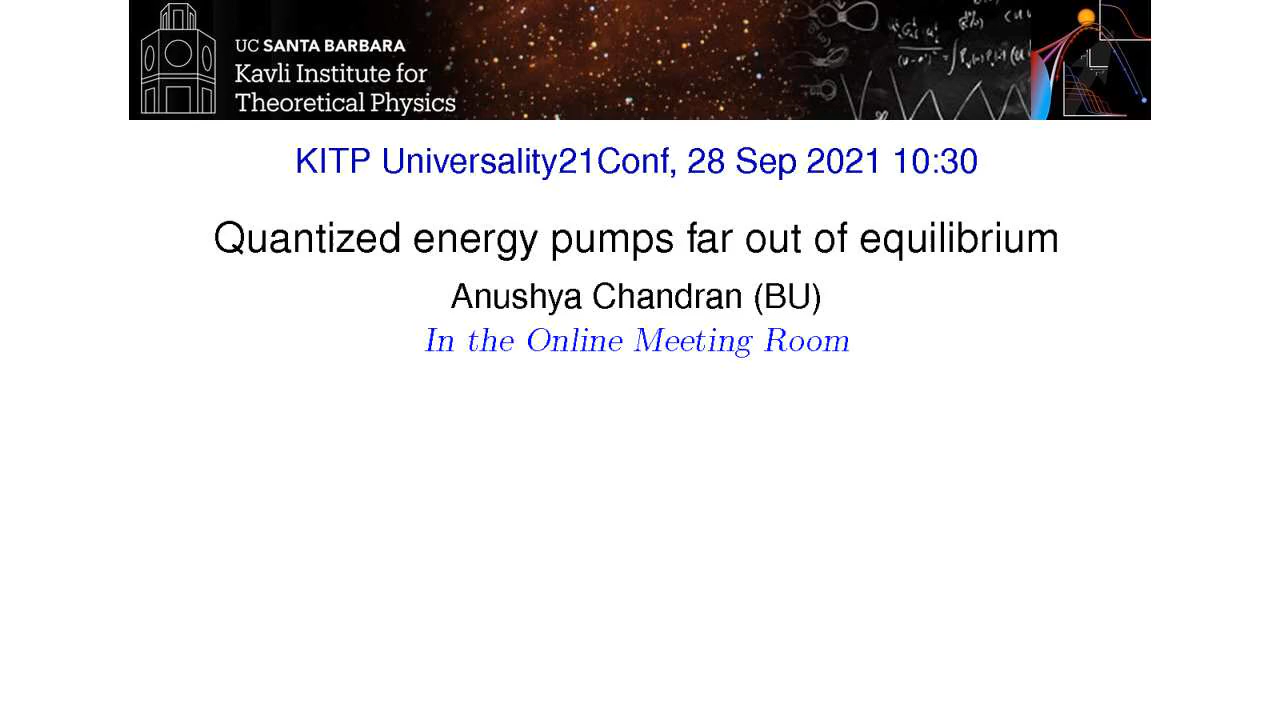 UC SANTA BARBARA
Kavli Institute for
Theoretical Physics
KITP Universality21Conf, 28 Sep 2021 10:30
Quantized energy pumps far out of equilibrium
Anushya Chandran (BU)
In the Online Meeting Room